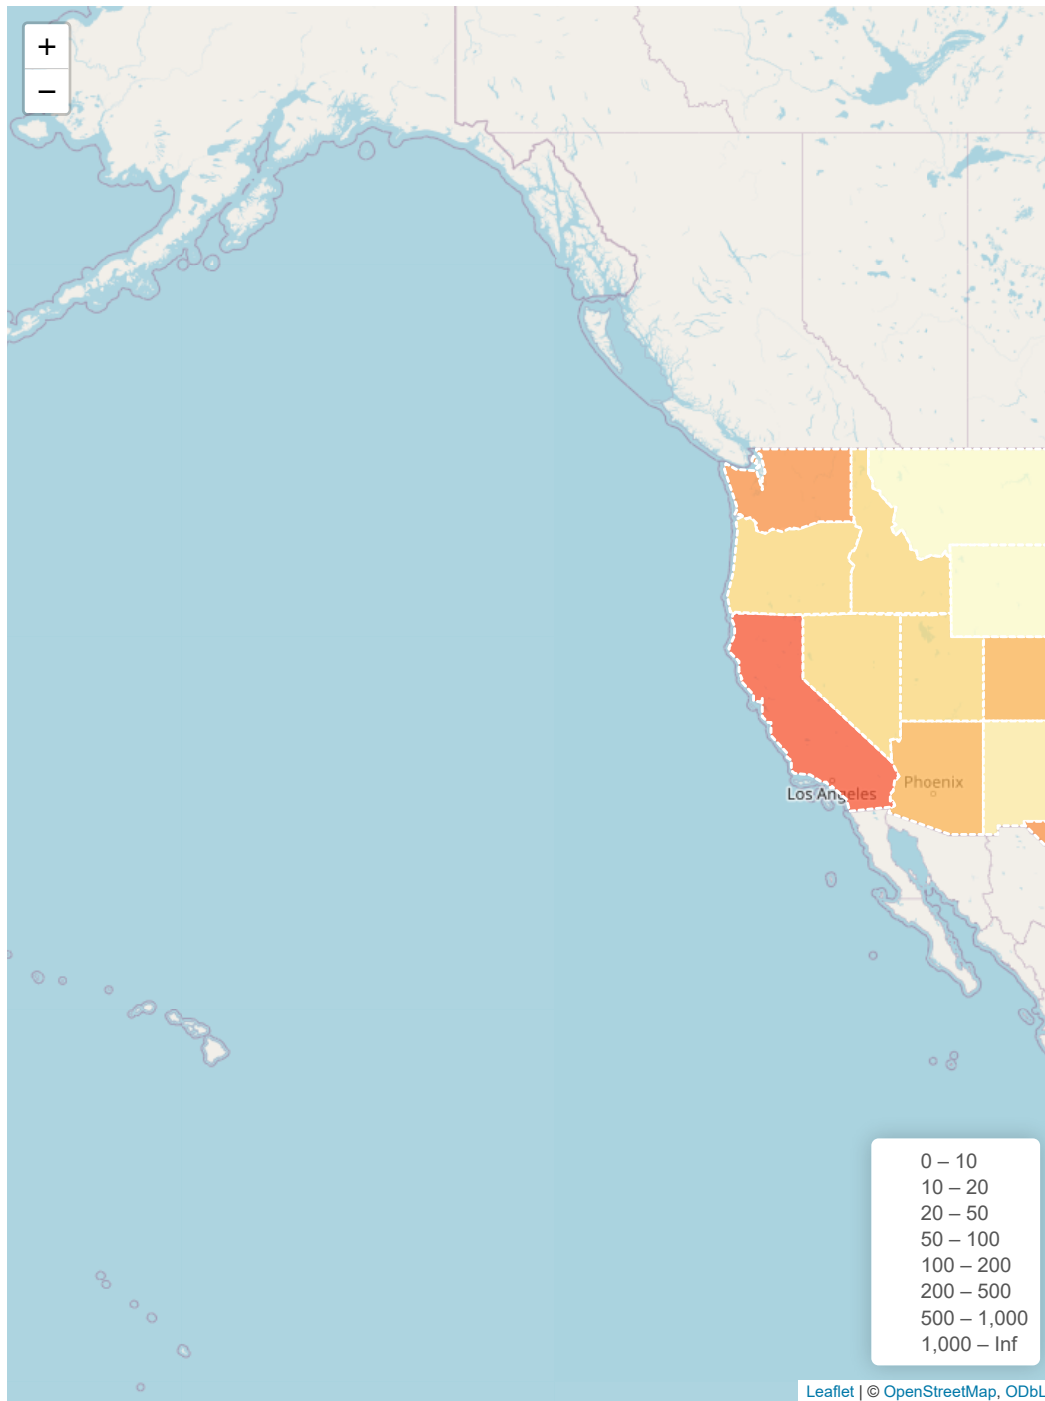 +
−
Phoenix
Los Angeles
0 – 10
10 – 20
20 – 50
50 – 100
100 – 200
200 – 500
500 – 1,000
1,000 – Inf
Leaflet | © OpenStreetMap, ODbL